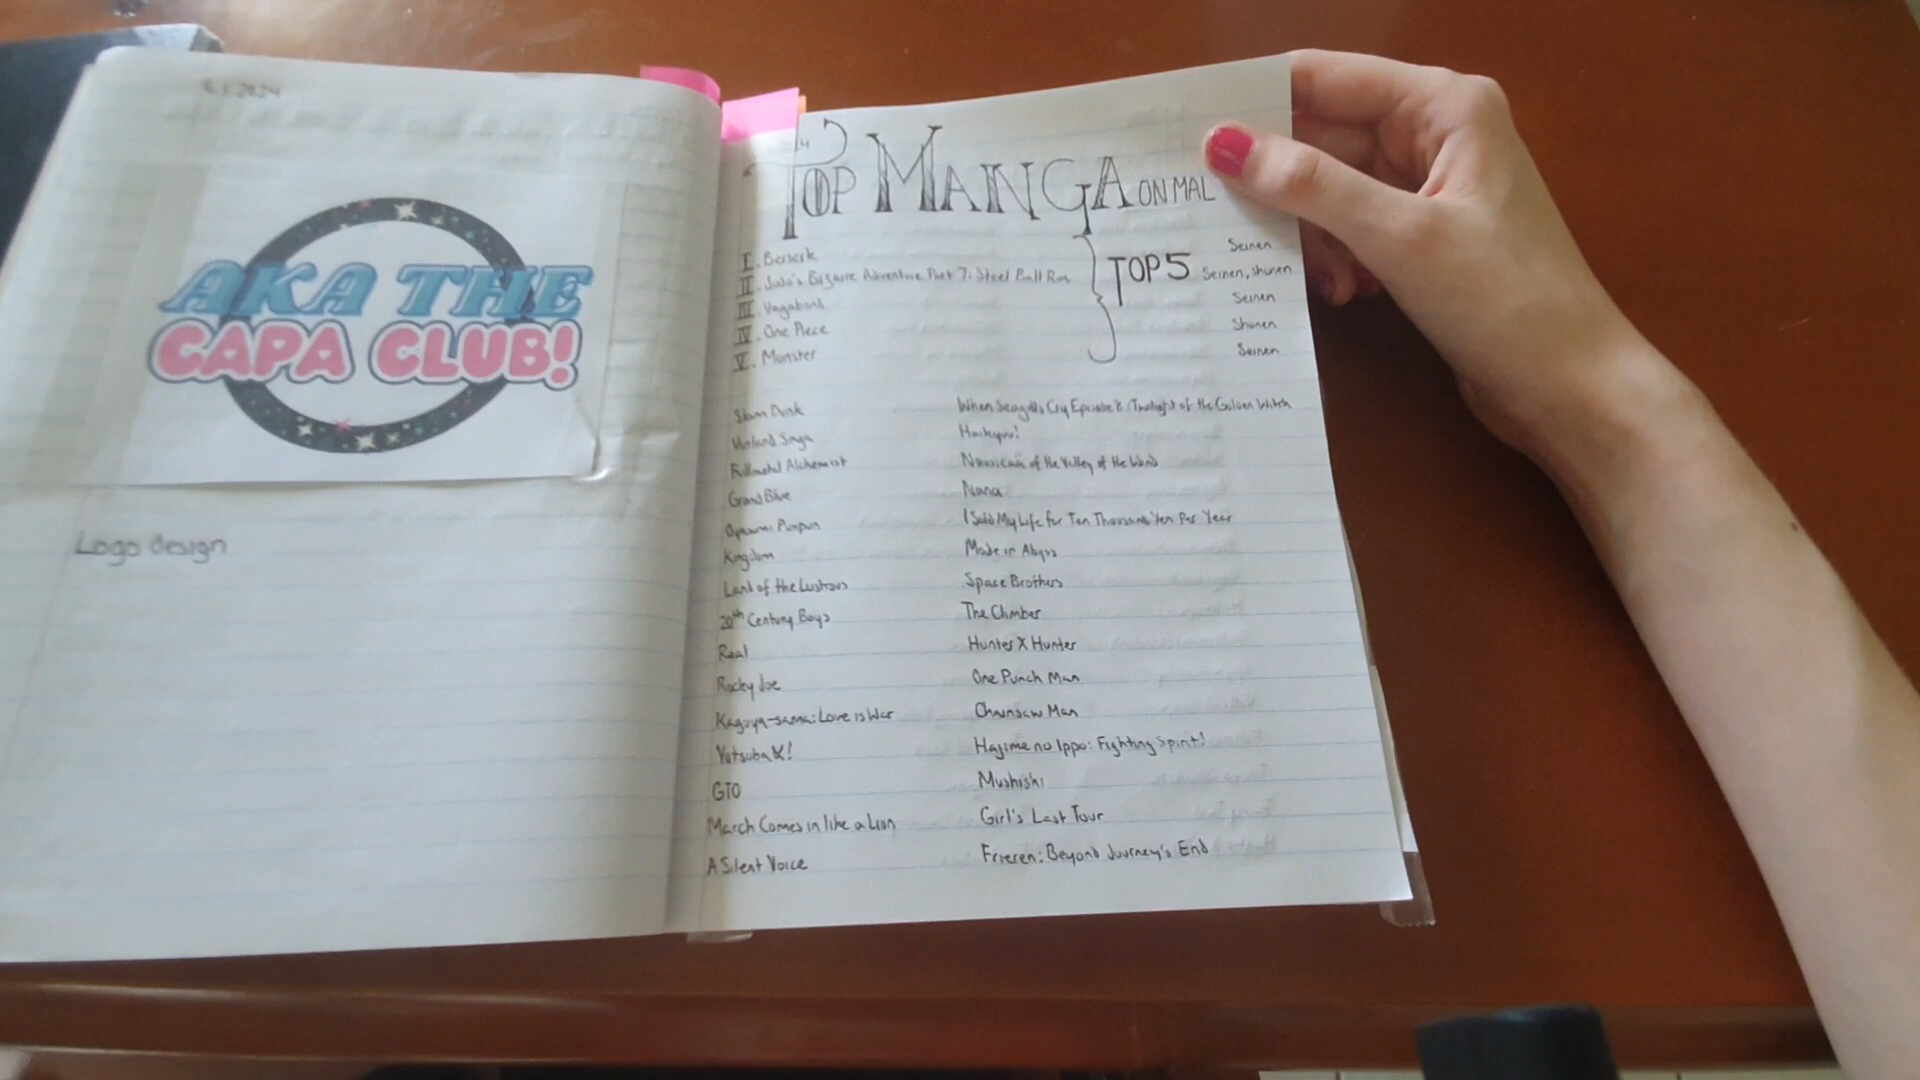 6.1.2024
AKA THE
CAPA CLUB!
Logo design
TOP MANGA ON MAL
I. Berserk
II. JoJo's Bizarre Adventure Part 7: Steel Ball Run
III. Vagabond
IV. One Piece
V. Monster
TOP 5
Seinen
Seinen, shonen
Seinen
Shonen
Seinen
Slam Dunk
Vinland Saga
Fullmetal Alchemist
Grand Blue
Oyasumi Punpun
Kingdom
Land of the Lustrous
20th Century Boys
Real
Rocky Joe
Kaguya-sama: Love is War
Yotsuba &!
GTO
March Comes in like a Lion
A Silent Voice
When Seagulls Cry Episode 8: Twilight of the Golden Witch
Haikyuu!
Nausicaä of the Valley of the Wind
Nana
I Sold My Life for Ten Thousand Yen Per Year
Made in Abyss
Space Brothers
The Climber
Hunter X Hunter
One Punch Man
Chainsaw Man
Hajime no Ippo: Fighting Spirit!
Mushishi
Girl's Last Tour
Frieren: Beyond Journey's End